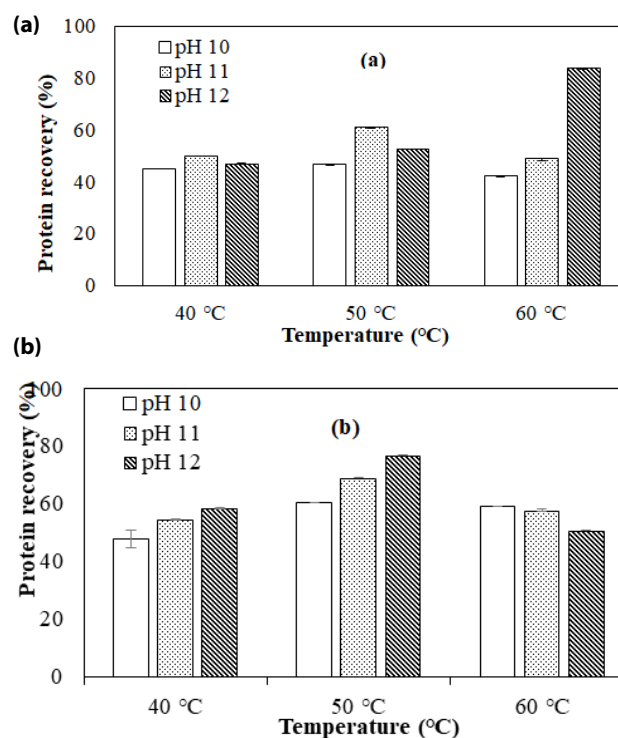 (a)
100
80
60
40
20
0
Protein recovery (%)
pH 10
pH 11
pH 12
(a)
40 °C
50 °C
60 °C
Temperature (°C)
(b)
100
80
60
40
20
0
Protein recovery (%)
pH 10
pH 11
pH 12
(b)
40 °C
50 °C
60 °C
Temperature (°C)